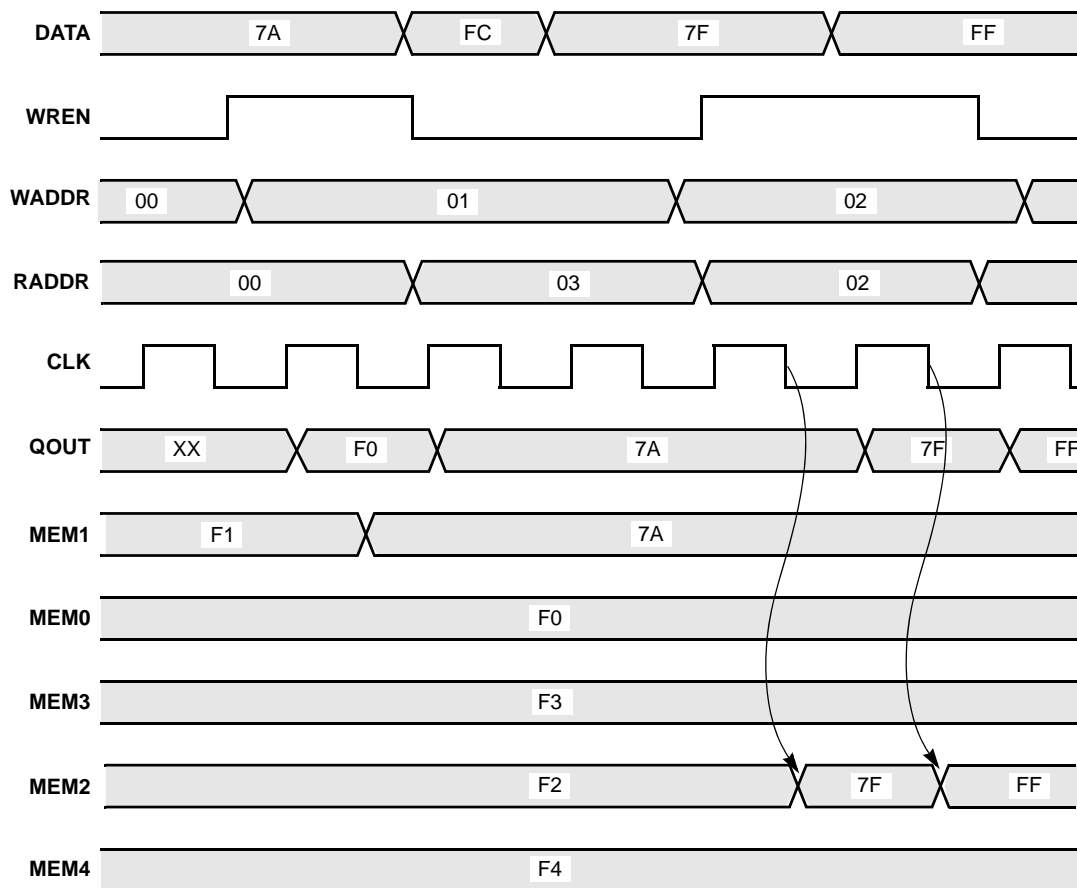 DATA 7A FC 7F FF
WREN
WADDR 00 01 02
RADDR 00 03 02
CLK
QOUT XX F0 7A 7F FF
MEM1 F1 7A
MEM0 F0
MEM3 F3
MEM2 F2 7F FF
MEM4 F4